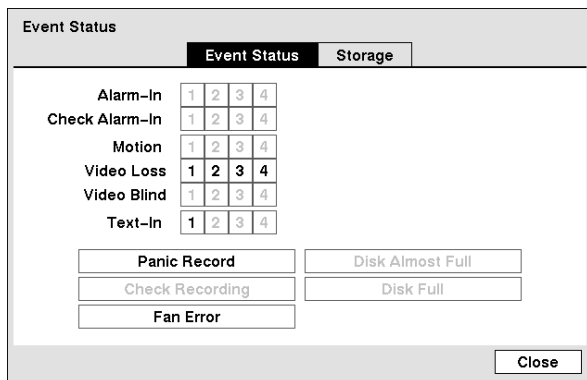 Event Status
Event Status Storage
Alarm-In 1 2 3 4
Check Alarm-In 1 2 3 4
Motion 1 2 3 4
Video Loss 1 2 3 4
Video Blind 1 2 3 4
Text-In 1 2 3 4
Panic Record Disk Almost Full
Check Recording Disk Full
Fan Error
Close